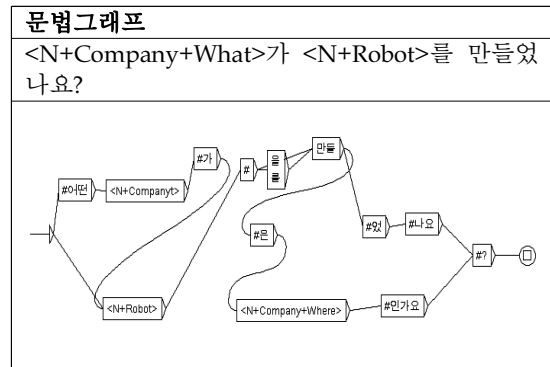 문법그래프
<N+Company+What>가 <N+Robot>를 만들었
나요?
#가
#어떤
<N+Companyt>
#
을
를
만들
#은
#었
#나요
#?
<N+Robot>
<N+Company+Where>
#인가요